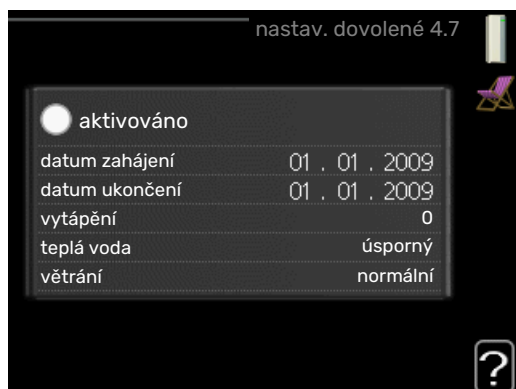 nastav. dovolené 4.7
aktivováno
datum zahájení 01 . 01 . 2009
datum ukončení 01 . 01 . 2009
vytápění 0
teplá voda úsporný
větrání normální
?